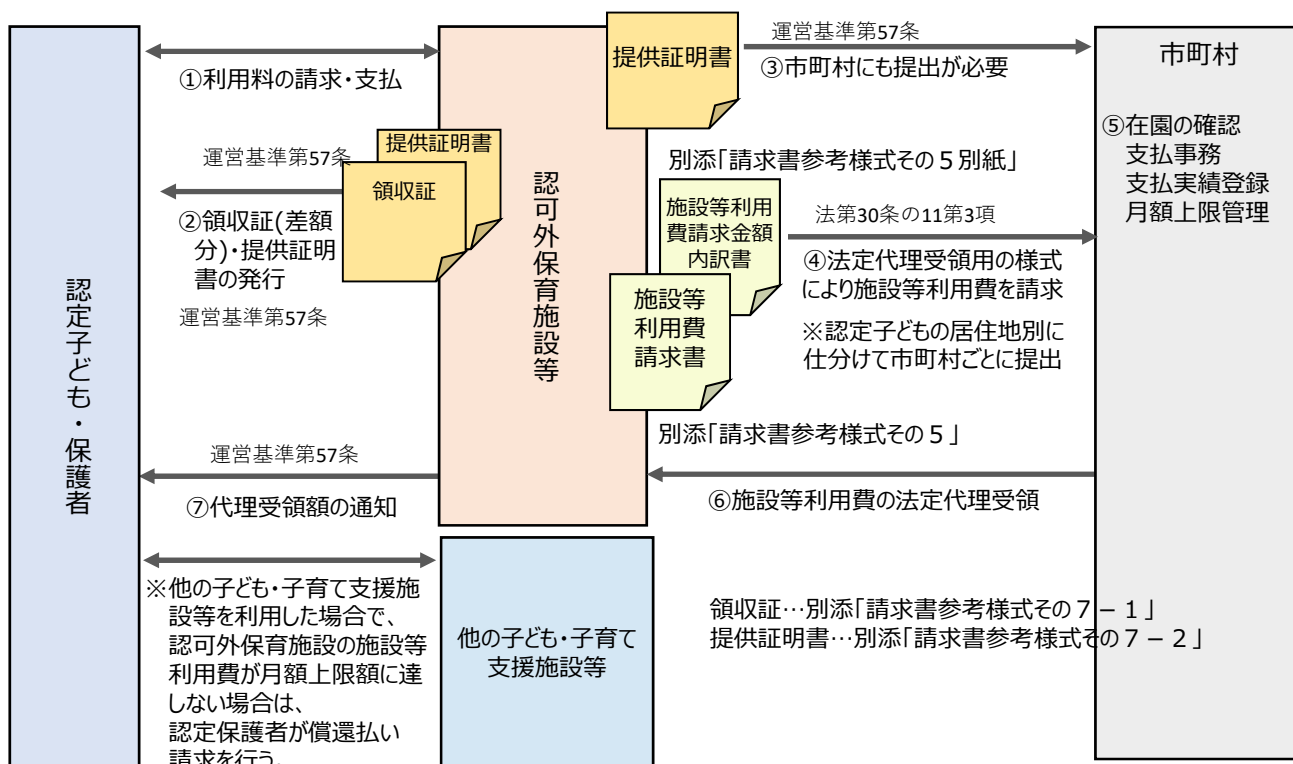 認定子ども・保護者
運営基準第57条
①利用料の請求・支払
提供証明書
③市町村にも提出が必要
市町村
⑤在園の確認
支払事務
支払実績登録
月額上限管理
運営基準第57条
提供証明書
領収証
②領収証(差額
分)・提供証明
書の発行
運営基準第57条
認可外保育施設等
別添「請求書参考様式その５別紙」
施設等利用
費請求金額
内訳書
法第30条の11第3項
④法定代理受領用の様式
により施設等利用費を請求
※認定子どもの居住地別に
仕分けて市町村ごとに提出
施設等
利用費
請求書
別添「請求書参考様式その５」
運営基準第57条
⑦代理受領額の通知
⑥施設等利用費の法定代理受領
※他の子ども・子育て支援施
設等を利用した場合で、
認可外保育施設の施設等
利用費が月額上限額に達
しない場合は、
認定保護者が償還払い
請求を行う。
他の子ども・子育て
支援施設等
領収証…別添「請求書参考様式その７－１」
提供証明書…別添「請求書参考様式その７－２」